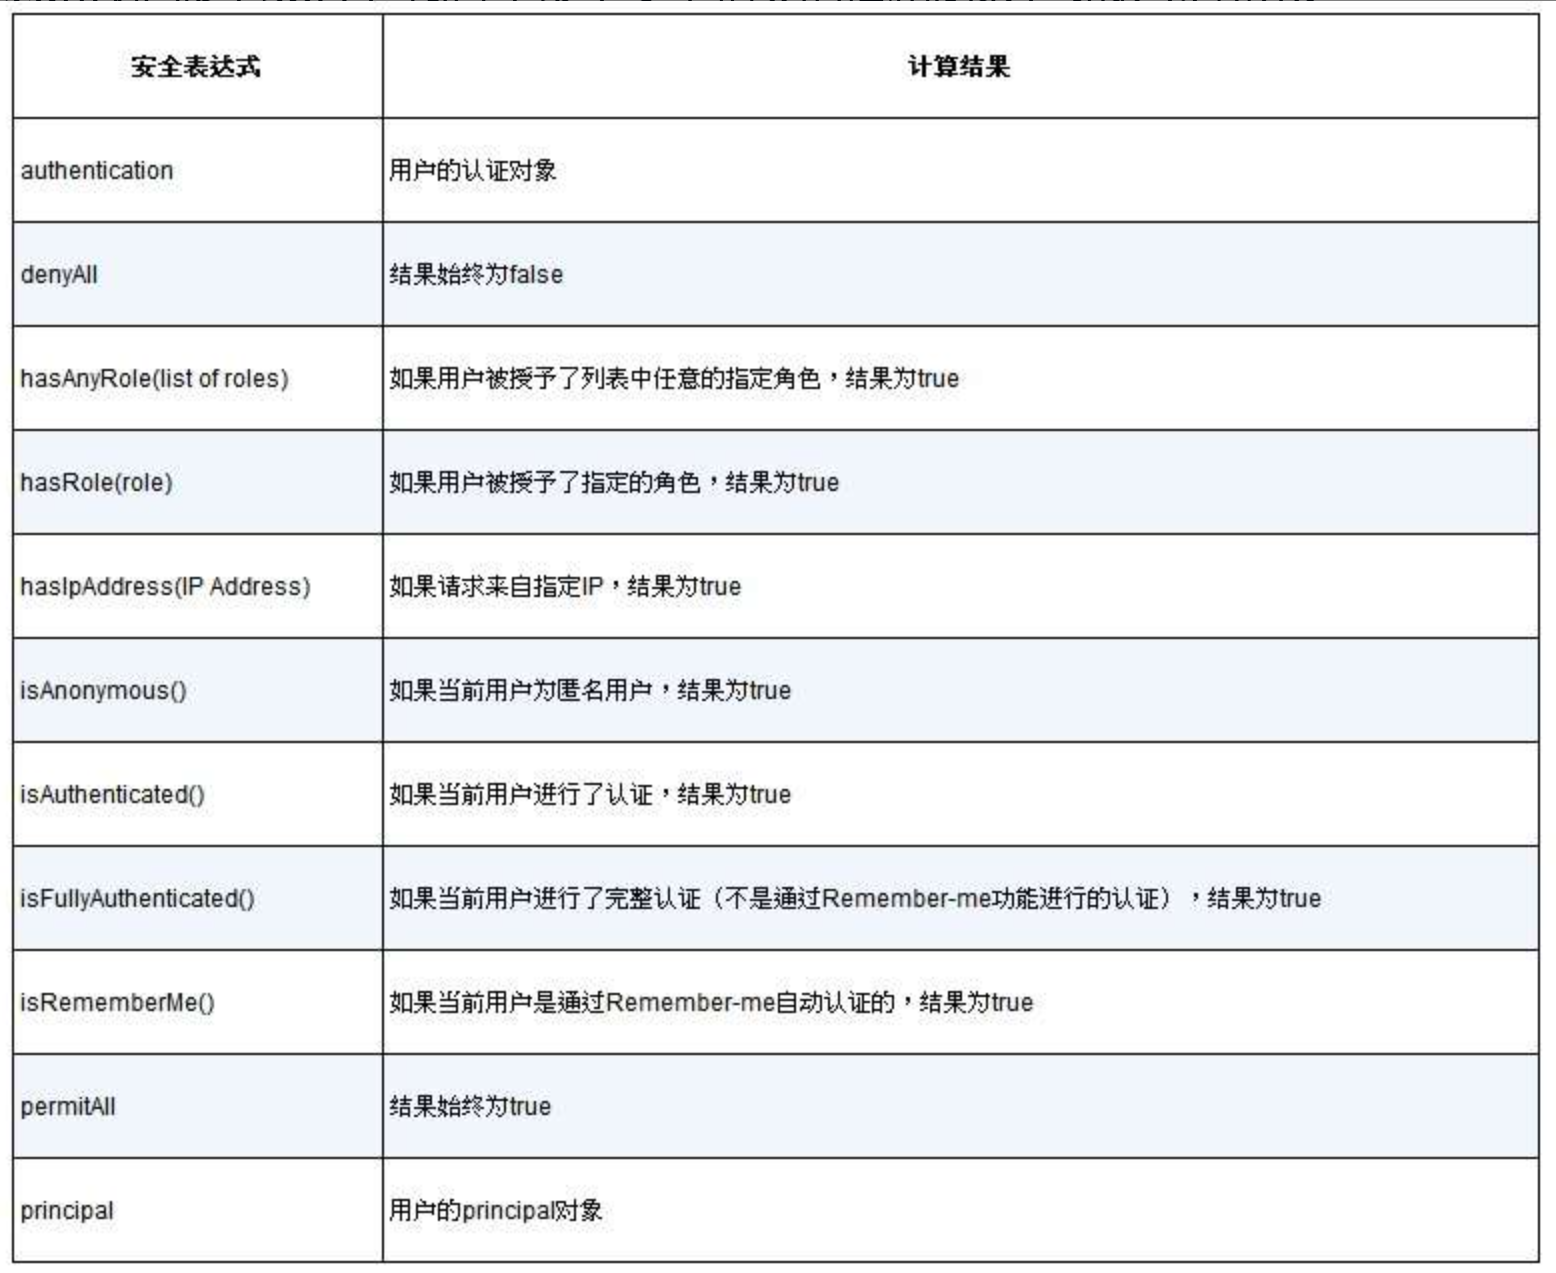 安全表达式 计算结果
authentication 用户的认证对象
denyAll 结果始终为false
hasAnyRole(list of roles) 如果用户被授予了列表中任意的指定角色，结果为true
hasRole(role) 如果用户被授予了指定的角色，结果为true
hasIpAddress(IP Address) 如果请求来自指定IP，结果为true
isAnonymous() 如果当前用户为匿名用户，结果为true
isAuthenticated() 如果当前用户进行了认证，结果为true
isFullyAuthenticated() 如果当前用户进行了完整认证（不是通过Remember-me功能进行的认证），结果为true
isRememberMe() 如果当前用户是通过Remember-me自动认证的，结果为true
permitAll 结果始终为true
principal 用户的principal对象